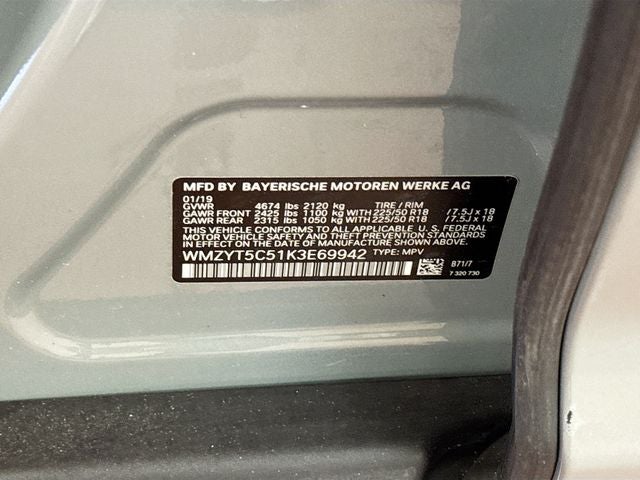 MFD BY BAYERISCHE MOTOREN WERKE AG
01/19
GVWR 4674 lbs 2120 kg TIRE / RIM
GAWR FRONT 2425 lbs 1100 kg WITH 225/50 R18 /7.5J x 18
GAWR REAR 2315 lbs 1050 kg WITH 225/50 R18 /7.5J x 18
THIS VEHICLE CONFORMS TO ALL APPLICABLE U.S. FEDERAL
MOTOR VEHICLE SAFETY, BUMPER, AND THEFT PREVENTION
STANDARDS IN EFFECT ON THE DATE OF MANUFACTURE SHOWN ABOVE.
WMZYT5C51K3E69942 TYPE: MPV
871/7
7 320 730